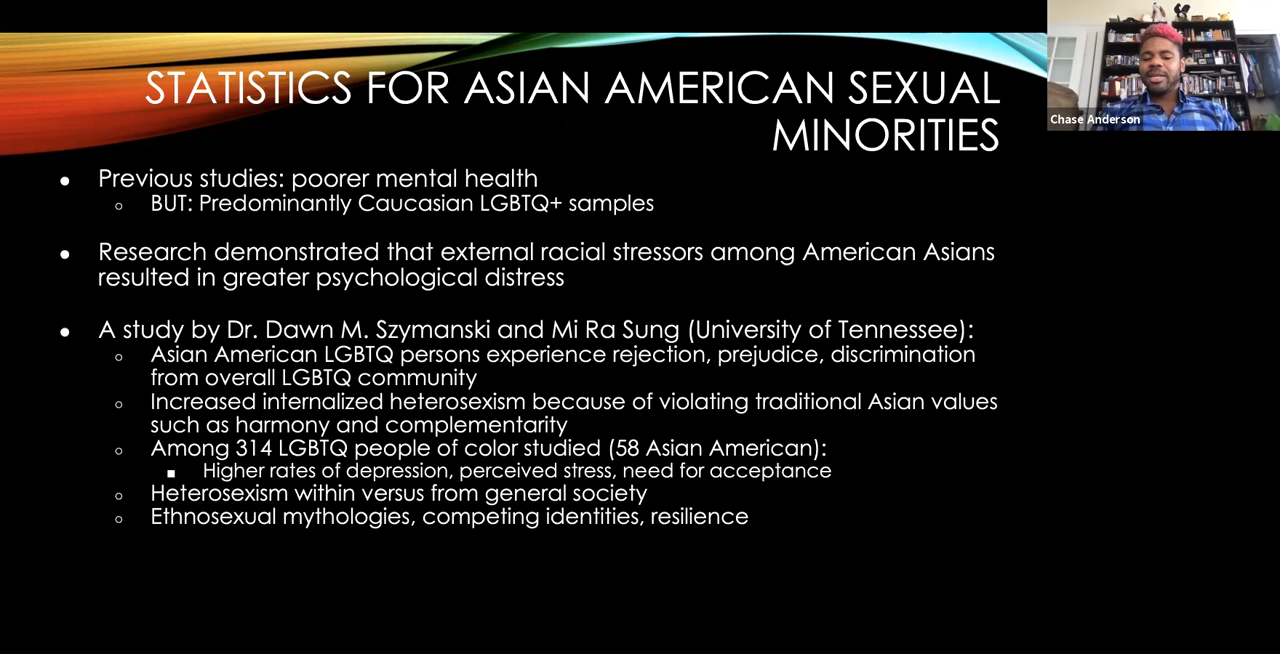 STATISTICS FOR ASIAN AMERICAN SEXUAL
MINORITIES
Chase Anderson
● Previous studies: poorer mental health
○ BUT: Predominantly Caucasian LGBTQ+ samples
● Research demonstrated that external racial stressors among American Asians
resulted in greater psychological distress
● A study by Dr. Dawn M. Szymanski and Mi Ra Sung (University of Tennessee):
○ Asian American LGBTQ persons experience rejection, prejudice, discrimination
from overall LGBTQ community
○ Increased internalized heterosexism because of violating traditional Asian values
such as harmony and complementarity
○ Among 314 LGBTQ people of color studied (58 Asian American):
■ Higher rates of depression, perceived stress, need for acceptance
○ Heterosexism within versus from general society
○ Ethnosexual mythologies, competing identities, resilience